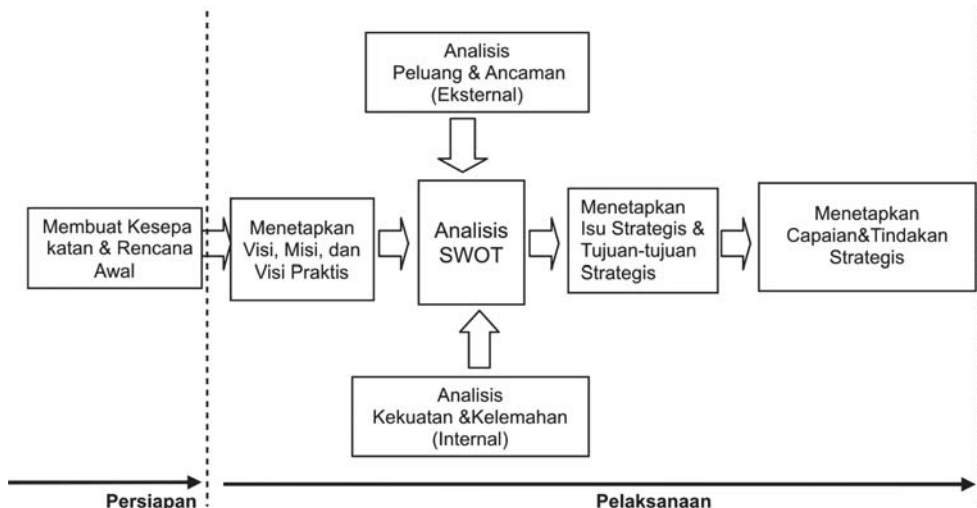 Analisis
Peluang & Ancaman
(Eksternal)
Membuat Kesepa
katan & Rencana
Awal
Menetapkan
Visi, Misi, dan
Visi Praktis
Analisis
SWOT
Menetapkan
Isu Strategis &
Tujuan-tujuan
Strategis
Menetapkan
Capaian&Tindakan
Strategis
Analisis
Kekuatan &Kelemahan
(Internal)
Persiapan
Pelaksanaan